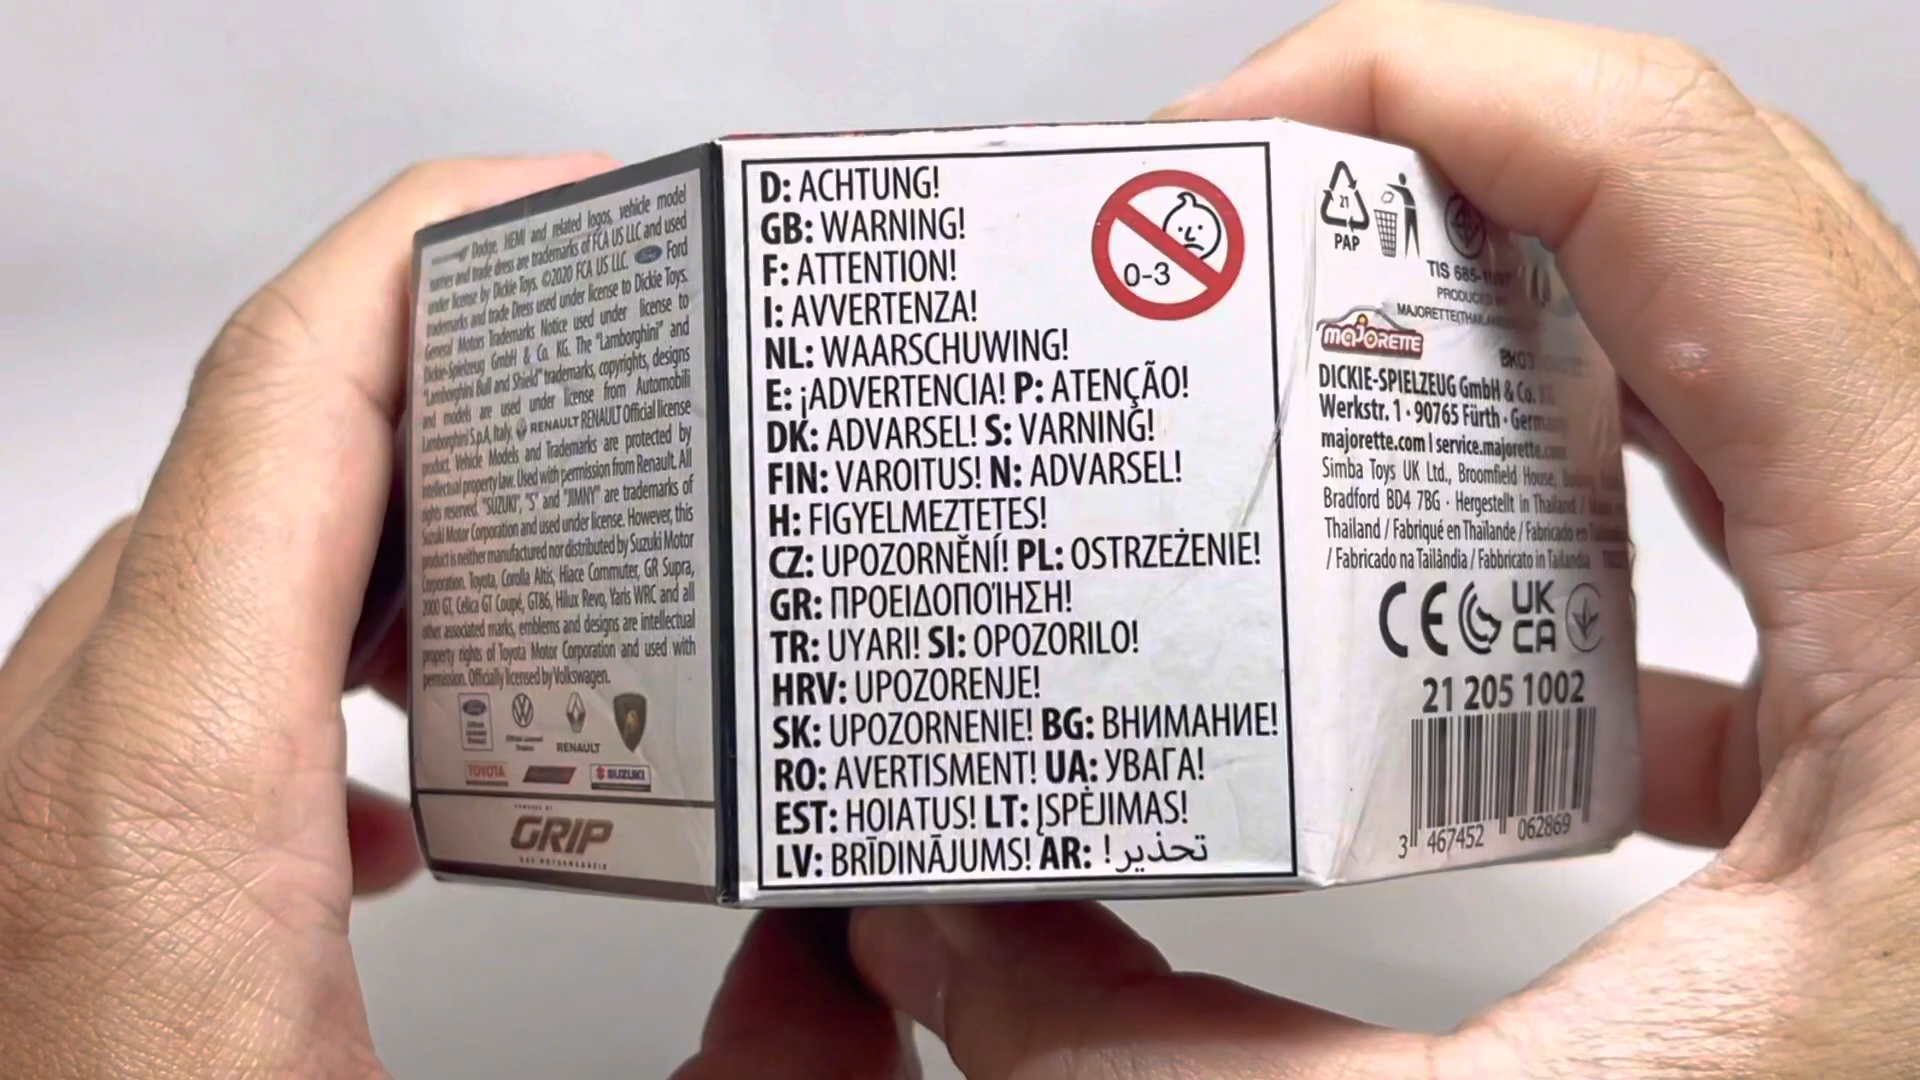 Dodge, HEMI and related logos, vehicle model
names and trade dress are trademarks of FCA US LLC and used
under license by Dickie Toys. ©2020 FCA US LLC. Ford
trademarks and trade Dress used under license to Dickie Toys.
General Motors Trademarks Notice used under license to
Dickie-Spielzeug GmbH & Co. KG. The "Lamborghini" and
"Lamborghini Bull and Shield" trademarks, copyrights, designs
and models are used under license from Automobili
Lamborghini S.p.A, Italy. RENAULT RENAULT Official license
product. Vehicle Models and Trademarks are protected by
intellectual property law. Used with permission from Renault. All
rights reserved. "SUZUKI", "S" and "JIMNY" are trademarks of
Suzuki Motor Corporation and used under license. However, this
product is neither manufactured nor distributed by Suzuki Motor
Corporation. Toyota, Corolla Altis, Hiace Commuter, GR Supra,
2000 GT, Celica GT Coupé, GT86, Hilux Revo, Yaris WRC and all
other associated marks, emblems and designs are intellectual
property rights of Toyota Motor Corporation and used with
permission. Officially licensed by Volkswagen.
RENAULT
TOYOTA
SUZUKI
POWERED BY
GRIP
DAS MOTORMAGAZIN
D: ACHTUNG!
GB: WARNING!
F: ATTENTION!
I: AVVERTENZA!
NL: WAARSCHUWING!
E: ¡ADVERTENCIA! P: ATENÇÃO!
DK: ADVARSEL! S: VARNING!
FIN: VAROITUS! N: ADVARSEL!
H: FIGYELMEZTETES!
CZ: UPOZORNĚNÍ! PL: OSTRZEŻENIE!
GR: ΠΡΟΕΙΔΟΠΟΊΗΣΗ!
TR: UYARI! SI: OPOZORILO!
HRV: UPOZORENJE!
SK: UPOZORNENIE! BG: ВНИМАНИЕ!
RO: AVERTISMENT! UA: УВАГА!
EST: HOIATUS! LT: ĮSPĖJIMAS!
LV: BRĪDINĀJUMS! AR: تحذير!
0-3
21
PAP
TIS 685-
PRODUCED BY
MAJORETTE(THAILAND)
majORETTE
DICKIE-SPIELZEUG GmbH & Co.
Werkstr. 1 · 90765 Fürth · Germany
majorette.com | service.majorette.com
Simba Toys UK Ltd., Broomfield House,
Bradford BD4 7BG · Hergestellt in Thailand /
Thailand / Fabriqué en Thaïlande / Fabricado en
/ Fabricado na Tailândia / Fabbricato in Tailandia
CE UK CA
21 205 1002
3 467452 062869